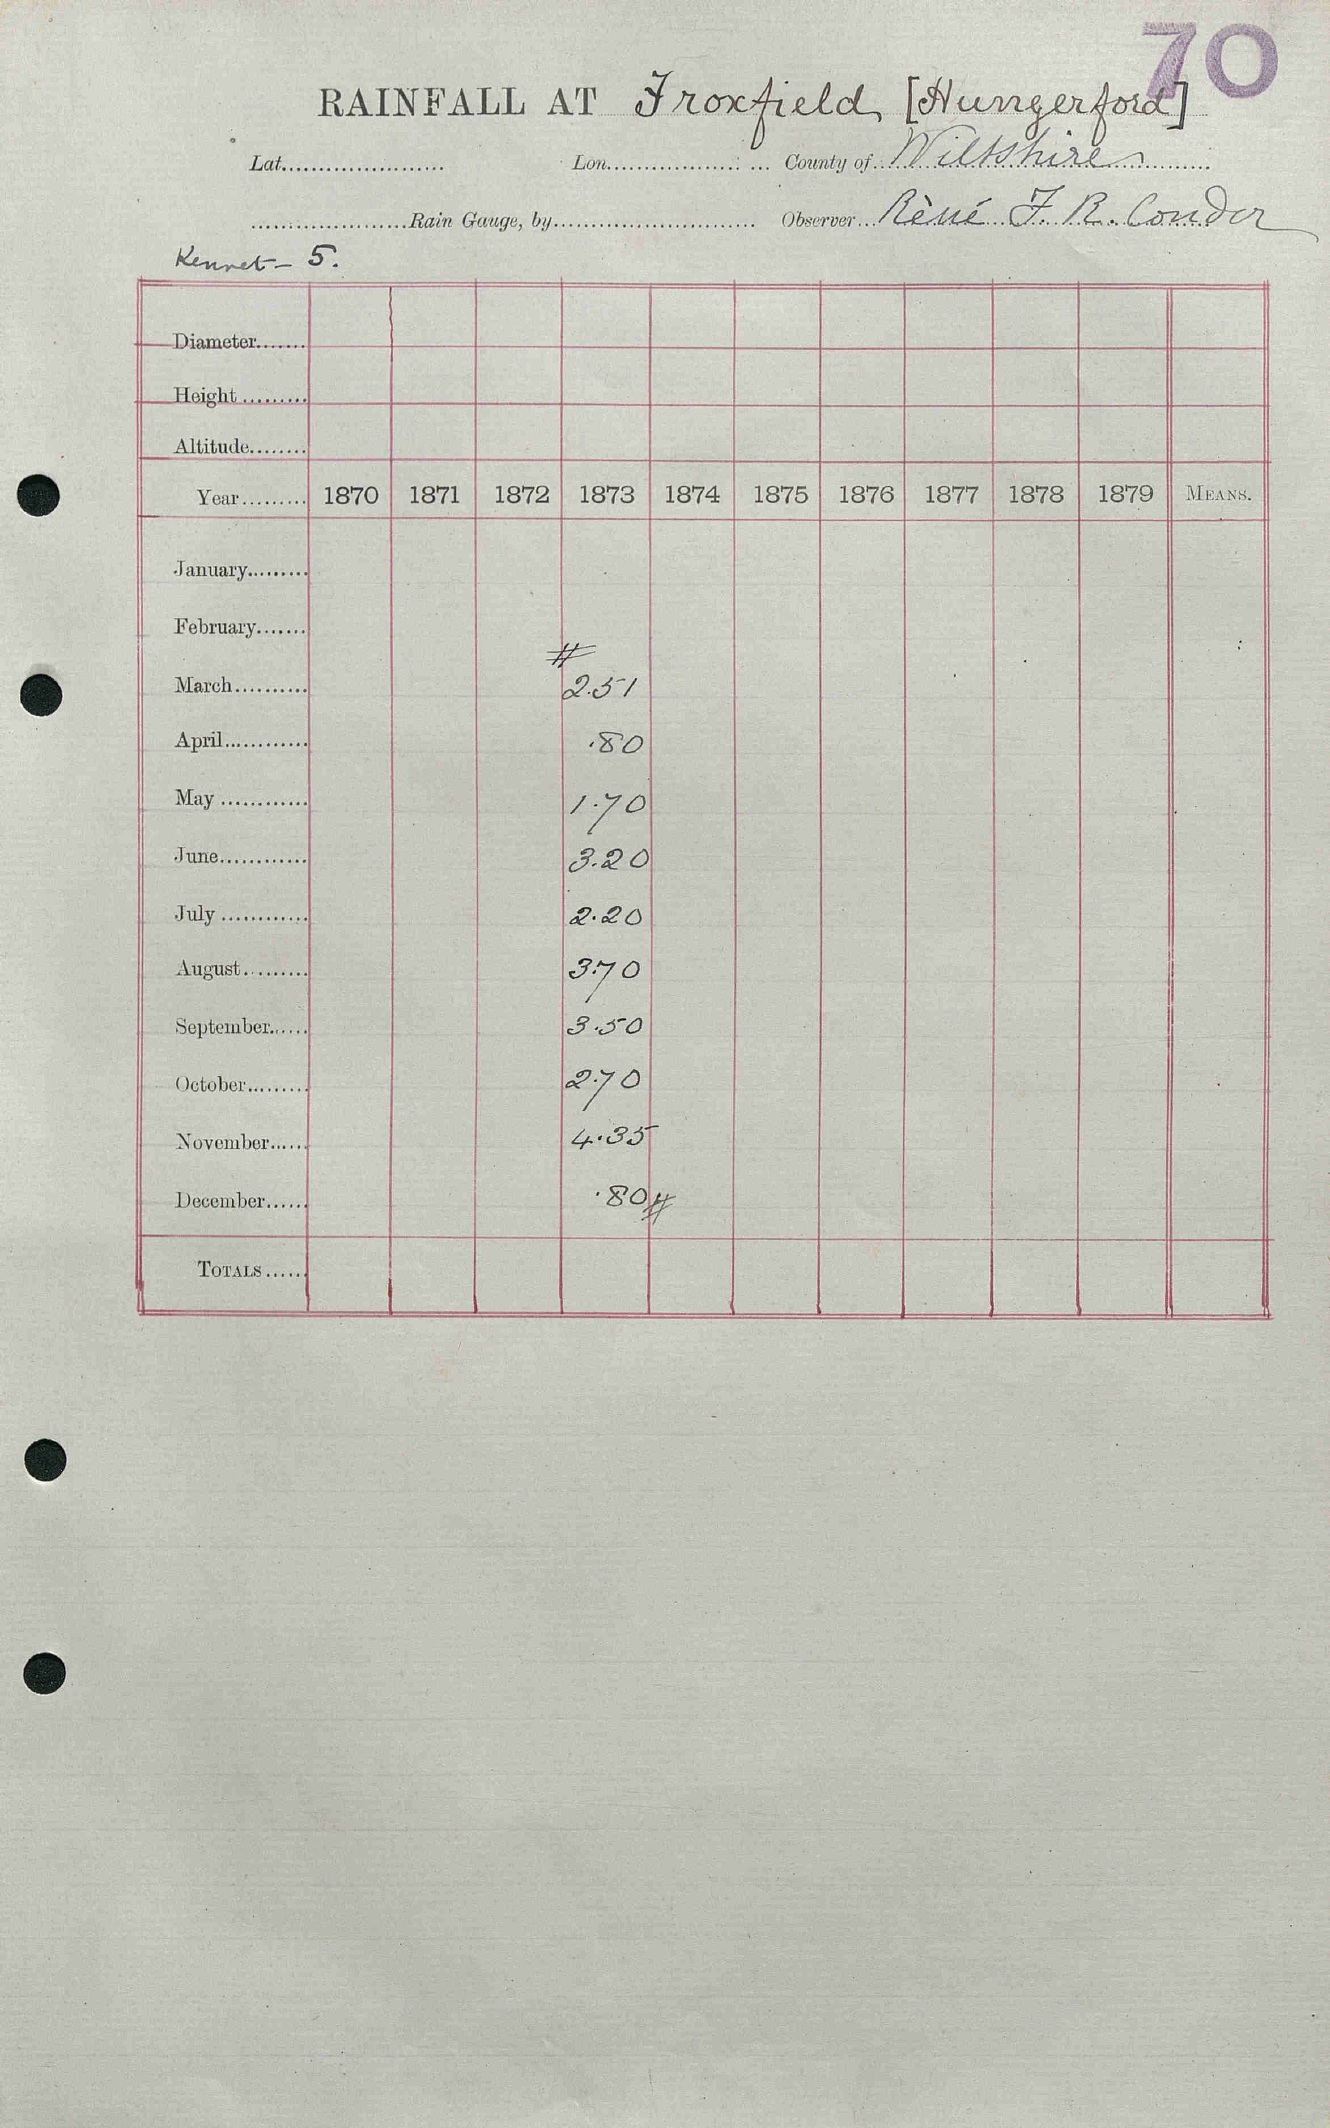 70
RAINFALL AT Froxfield, [Hungerford]
Lat...................... Lon..................... County of Wiltshire
.....................Rain Gauge, by........................... Observer... Rèné F. R. Condor
Kennet - 5.
Diameter.......
Height.........
Altitude........
Year......... 1870 1871 1872 1873 1874 1875 1876 1877 1878 1879 MEANS.
January.........
February.......
#
March.......... 2.51
April............ .80
May............ 1.70
June............ 3.20
July............ 2.20
August......... 3.70
September...... 3.50
October......... 2.70
November...... 4.35
December...... .80 #
TOTALS......